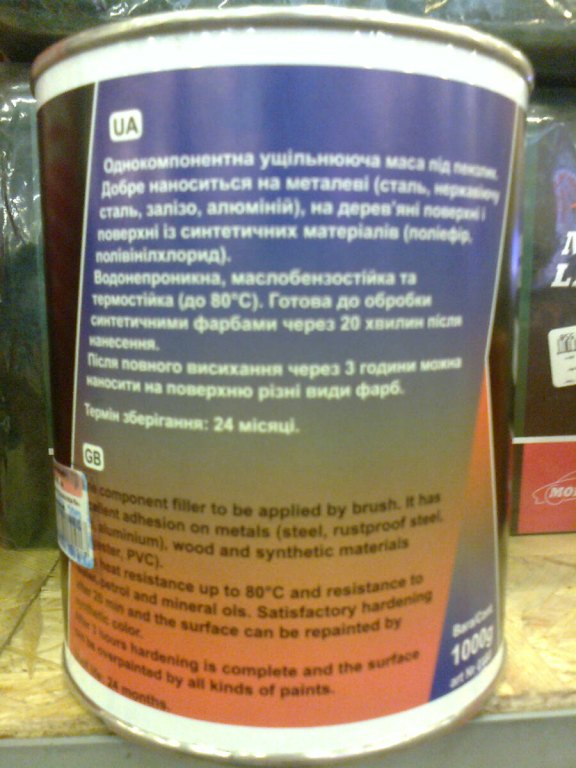 UA
Однокомпонентна ущільнююча маса під пензлик.
Добре наноситься на металеві (сталь, нержавіючу
сталь, залізо, алюміній), на дерев'яні поверхні і
поверхні із синтетичних матеріалів (поліефір,
полівінілхлорид).
Водонепроникна, маслобензостійка та
термостійка (до 80°C). Готова до обробки
синтетичними фарбами через 20 хвилин після
нанесення.
Після повного висихання через 3 години можна
наносити на поверхню різні види фарб.
Термін зберігання: 24 місяці.
GB
component filler to be applied by brush. It has
adhesion on metals (steel, rustproof steel,
aluminium), wood and synthetic materials
PVC).
heat resistance up to 80°C and resistance to
petrol and mineral oils. Satisfactory hardening
20 min and the surface can be repainted by
color.
3 hours hardening is complete and the surface
be overpainted by all kinds of paints.
24 months.
1000g